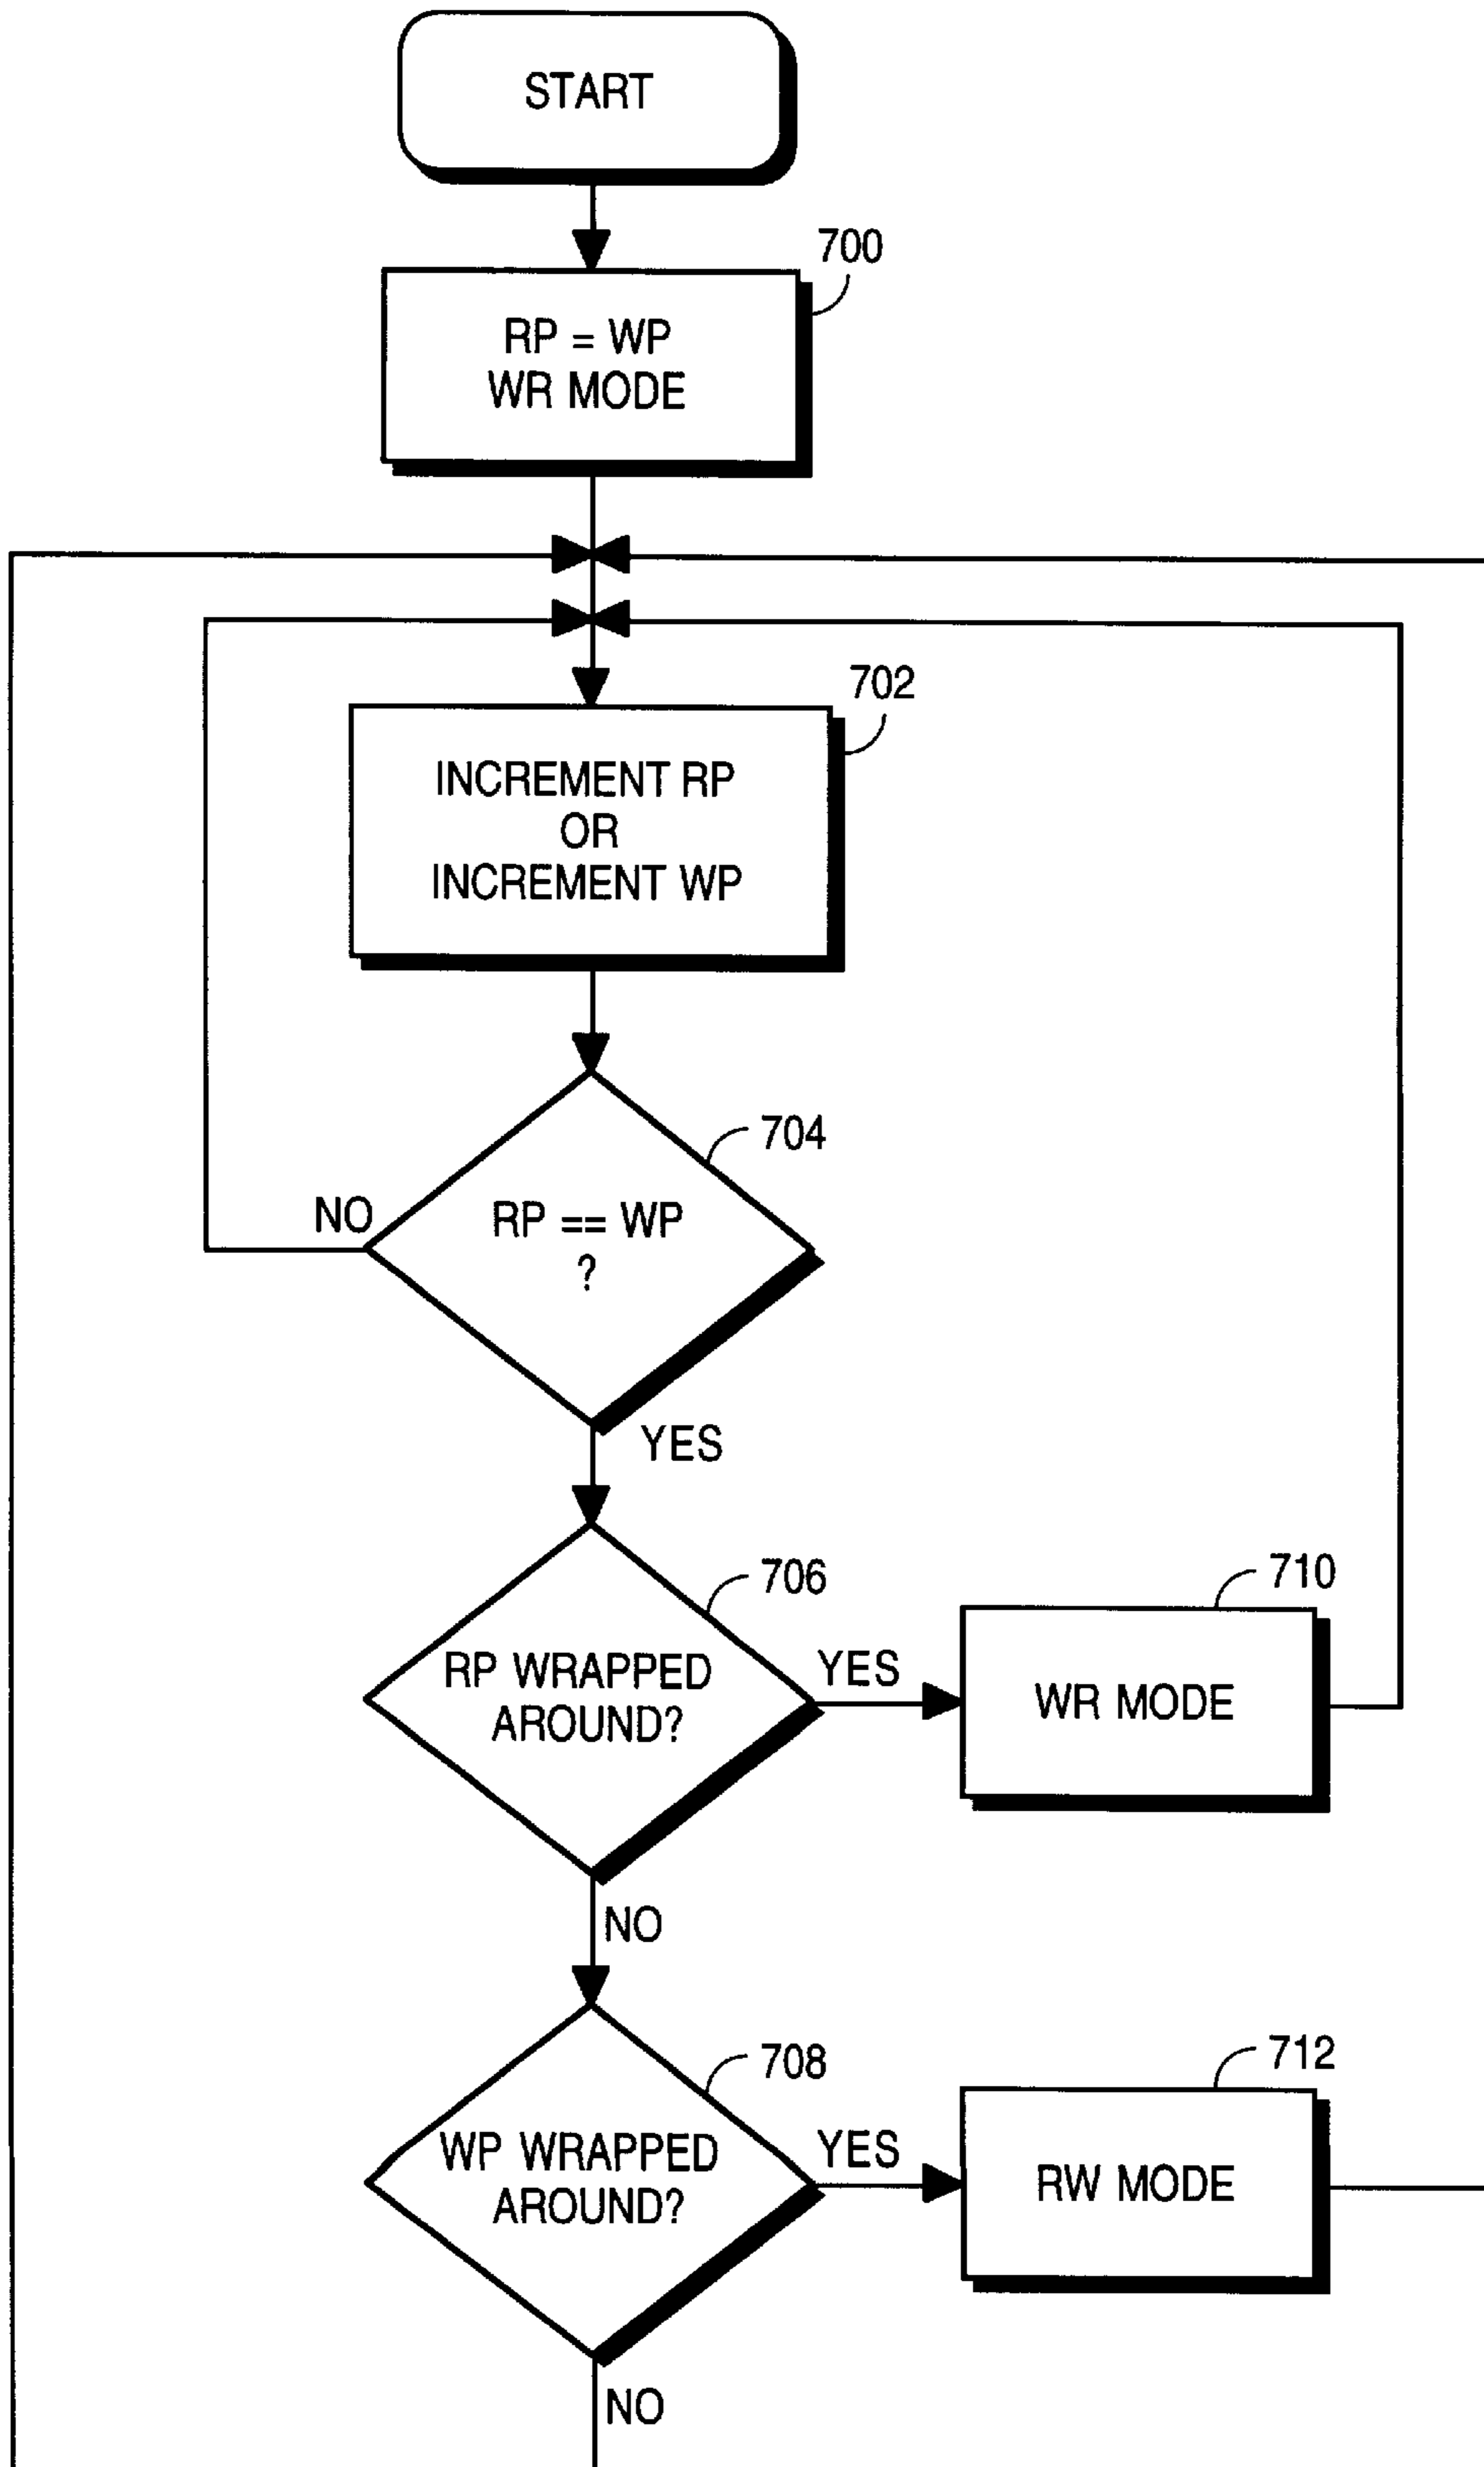 START
700
RP = WP
WR MODE
702
INCREMENT RP
OR
INCREMENT WP
704
NO
RP == WP
?
YES
706
710
RP WRAPPED
AROUND?
YES
WR MODE
NO
708
712
WP WRAPPED
AROUND?
YES
RW MODE
NO